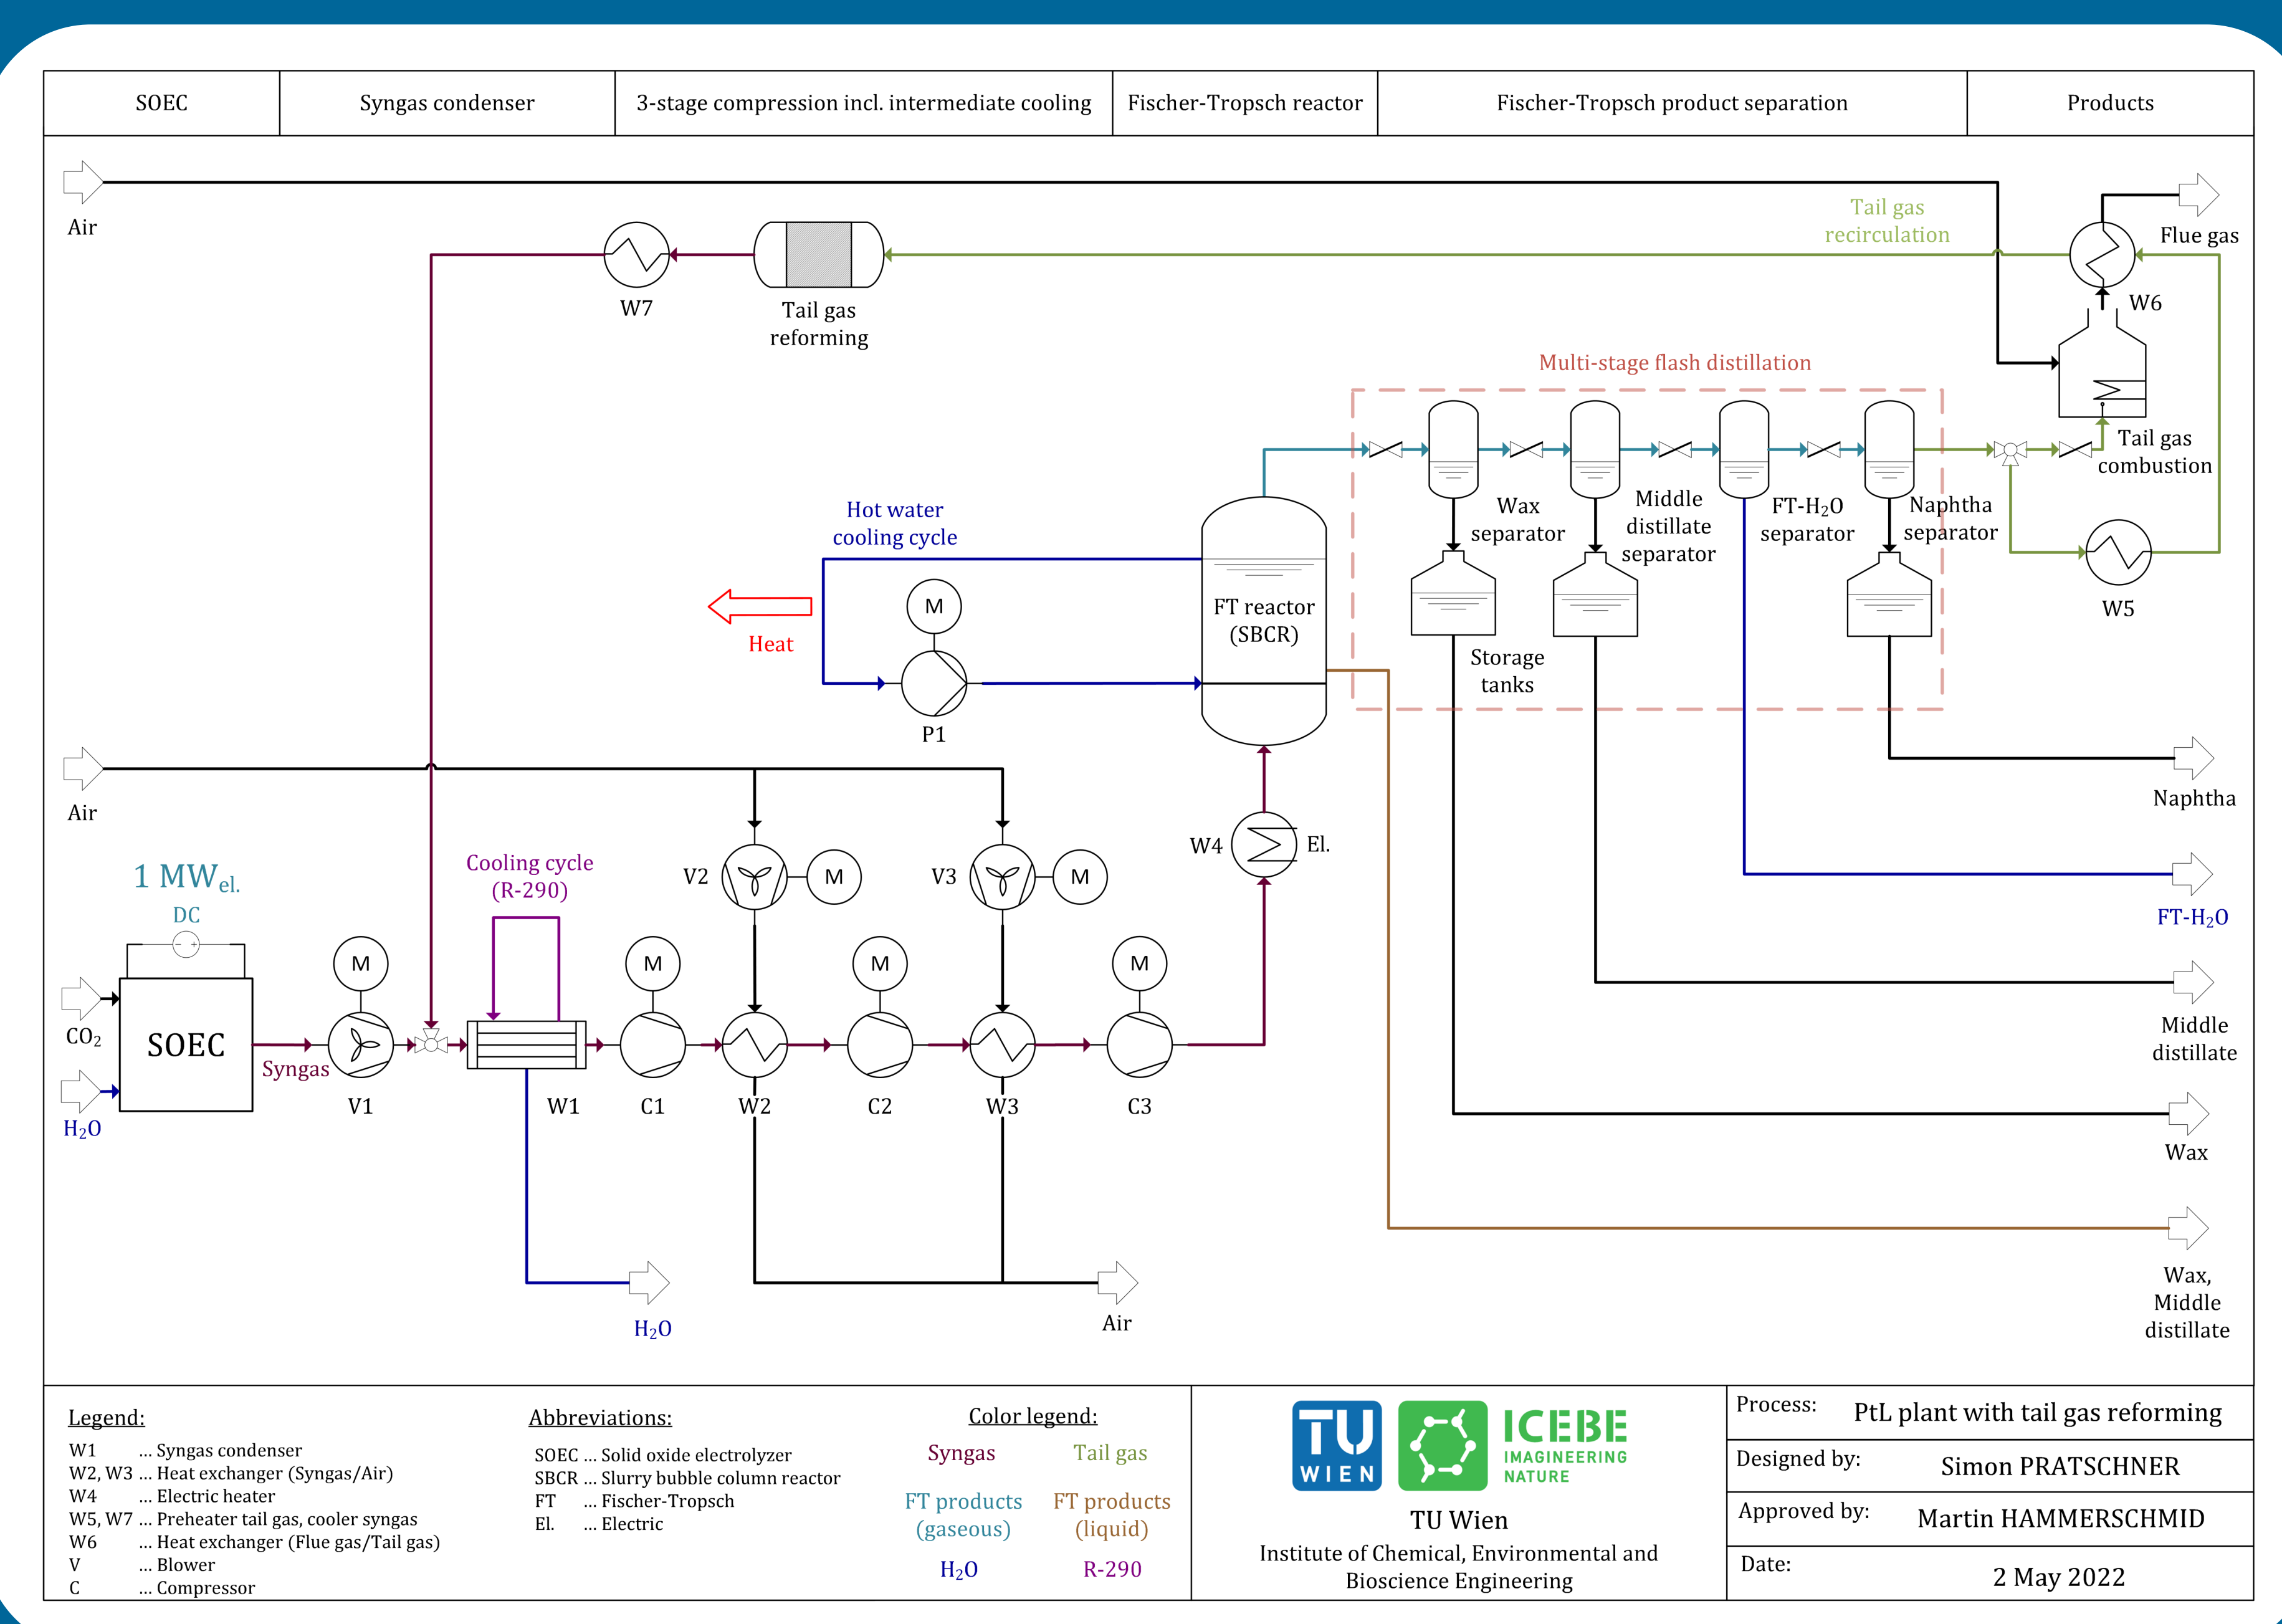 SOEC
Syngas condenser
3-stage compression incl. intermediate cooling
Fischer-Tropsch reactor
Fischer-Tropsch product separation
Products
Air
Tail gas
recirculation
Flue gas
W7
Tail gas
reforming
W6
Multi-stage flash distillation
Tail gas
combustion
Wax
separator
Middle
distillate
separator
FT-H₂O
separator
Naphtha
separator
W5
Hot water
cooling cycle
M
Heat
P1
FT reactor
(SBCR)
Storage
tanks
Air
Naphtha
V2
M
V3
M
W4
El.
1 MWel.
DC
- +
Cooling cycle
(R-290)
FT-H₂O
M
M
M
M
CO₂
SOEC
Syngas
H₂O
V1
W1
C1
W2
C2
W3
C3
Middle
distillate
Wax
H₂O
Air
Wax,
Middle
distillate
Legend:
W1 ... Syngas condenser
W2, W3 ... Heat exchanger (Syngas/Air)
W4 ... Electric heater
W5, W7 ... Preheater tail gas, cooler syngas
W6 ... Heat exchanger (Flue gas/Tail gas)
V ... Blower
C ... Compressor
Abbreviations:
SOEC ... Solid oxide electrolyzer
SBCR ... Slurry bubble column reactor
FT ... Fischer-Tropsch
El. ... Electric
Color legend:
Syngas
Tail gas
FT products
(gaseous)
FT products
(liquid)
H₂O
R-290
TU
WIEN
ICEBE
IMAGINEERING
NATURE
TU Wien
Institute of Chemical, Environmental and
Bioscience Engineering
Process: PtL plant with tail gas reforming
Designed by: Simon PRATSCHNER
Approved by: Martin HAMMERSCHMID
Date: 2 May 2022